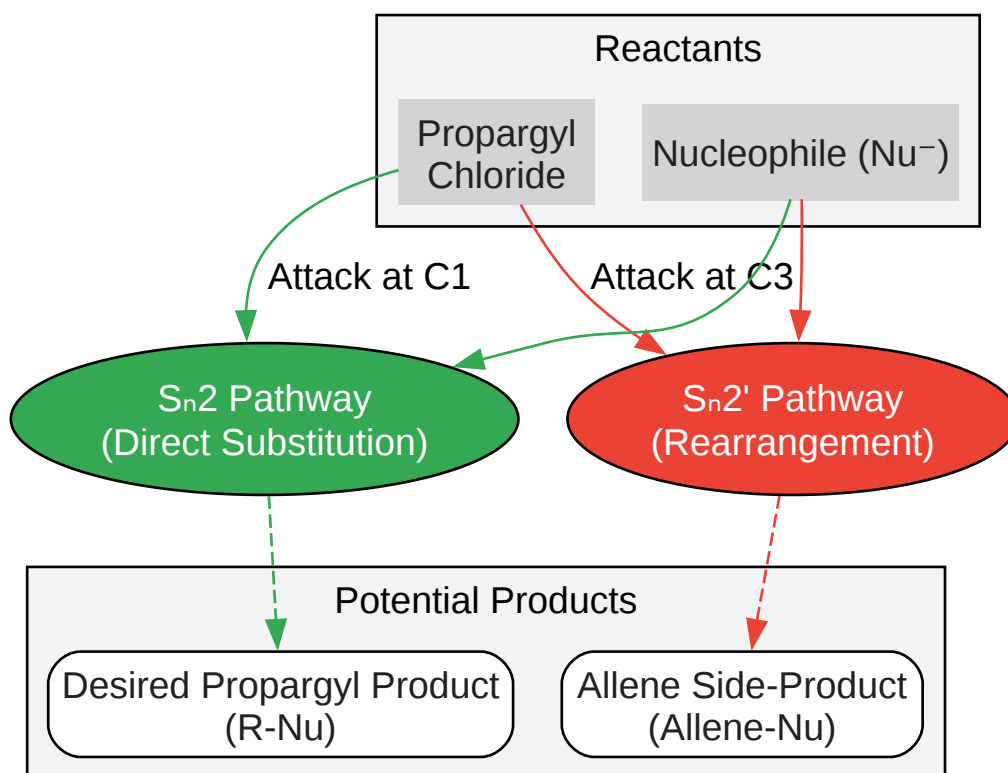 Reactants
Propargyl
Chloride
Nucleophile (Nu⁻)
Attack at C1
Attack at C3
Sₙ2 Pathway
(Direct Substitution)
Sₙ2' Pathway
(Rearrangement)
Potential Products
Desired Propargyl Product
(R-Nu)
Allene Side-Product
(Allene-Nu)